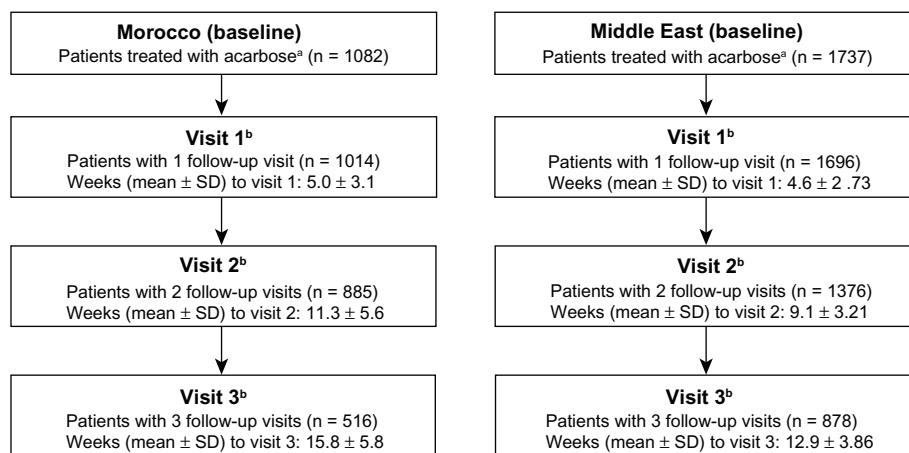 Morocco (baseline)
Patients treated with acarboseᵃ (n = 1082)
Visit 1ᵇ
Patients with 1 follow-up visit (n = 1014)
Weeks (mean ± SD) to visit 1: 5.0 ± 3.1
Visit 2ᵇ
Patients with 2 follow-up visits (n = 885)
Weeks (mean ± SD) to visit 2: 11.3 ± 5.6
Visit 3ᵇ
Patients with 3 follow-up visits (n = 516)
Weeks (mean ± SD) to visit 3: 15.8 ± 5.8
Middle East (baseline)
Patients treated with acarboseᵃ (n = 1737)
Visit 1ᵇ
Patients with 1 follow-up visit (n = 1696)
Weeks (mean ± SD) to visit 1: 4.6 ± 2 .73
Visit 2ᵇ
Patients with 2 follow-up visits (n = 1376)
Weeks (mean ± SD) to visit 2: 9.1 ± 3.21
Visit 3ᵇ
Patients with 3 follow-up visits (n = 878)
Weeks (mean ± SD) to visit 3: 12.9 ± 3.86